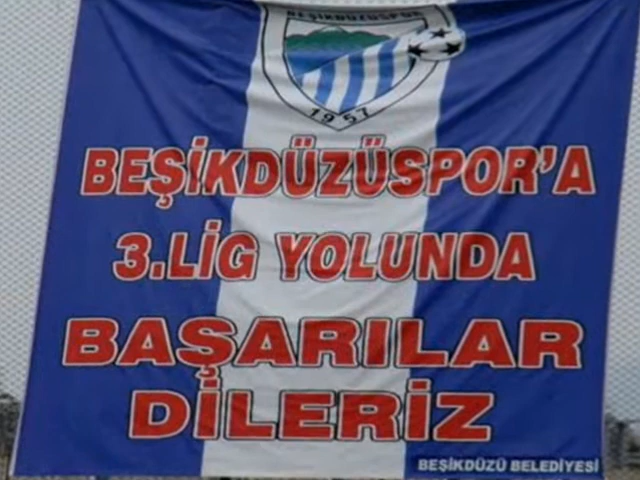 BEŞİKDÜZÜSPOR
1957
BEŞİKDÜZÜSPOR'A
3.LİG YOLUNDA
BAŞARILAR
DİLERİZ
BEŞİKDÜZÜ BELEDİYESİ